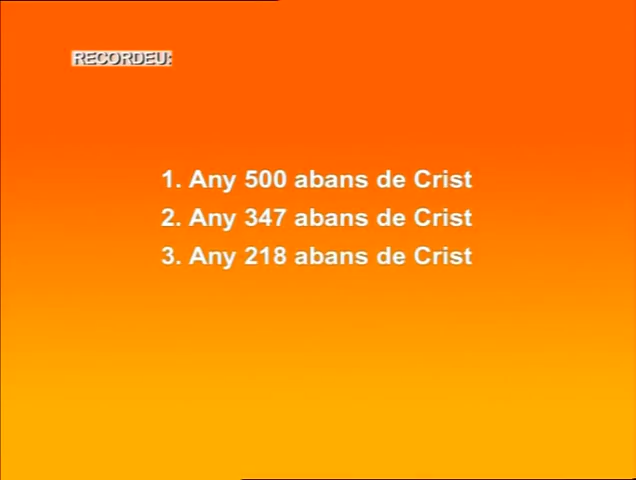 RECORDEU:
1. Any 500 abans de Crist
2. Any 347 abans de Crist
3. Any 218 abans de Crist